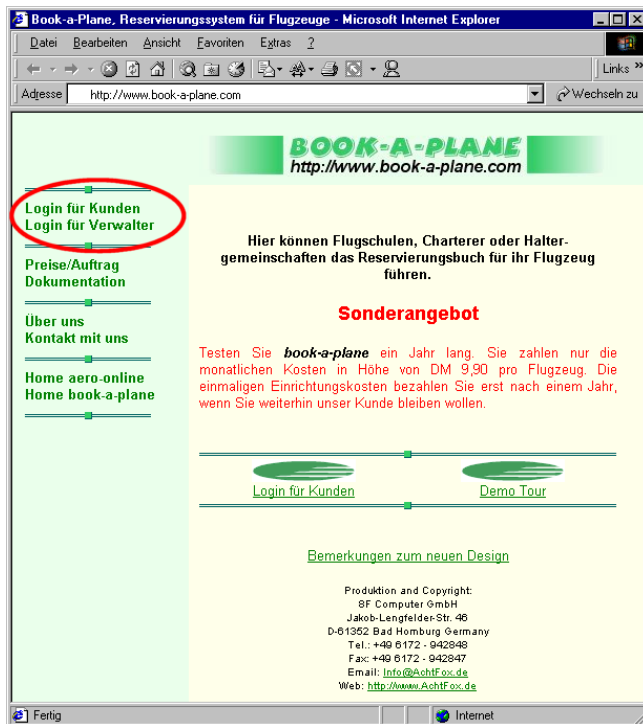 Book-a-Plane, Reservierungssystem für Flugzeuge - Microsoft Internet Explorer
Datei Bearbeiten Ansicht Favoriten Extras ?
Links »
Adresse http://www.book-a-plane.com Wechseln zu
BOOK-A-PLANE
http://www.book-a-plane.com
Login für Kunden
Login für Verwalter
Preise/Auftrag
Dokumentation
Über uns
Kontakt mit uns
Home aero-online
Home book-a-plane
Hier können Flugschulen, Charterer oder Halter-
gemeinschaften das Reservierungsbuch für ihr Flugzeug
führen.
Sonderangebot
Testen Sie book-a-plane ein Jahr lang. Sie zahlen nur die
monatlichen Kosten in Höhe von DM 9,90 pro Flugzeug. Die
einmaligen Einrichtungskosten bezahlen Sie erst nach einem Jahr,
wenn Sie weiterhin unser Kunde bleiben wollen.
Login für Kunden Demo Tour
Bemerkungen zum neuen Design
Produktion and Copyright:
8F Computer GmbH
Jakob-Lengfelder-Str. 46
D-61352 Bad Homburg Germany
Tel.: +49 6172 - 942848
Fax: +49 6172 - 942847
Email: Info@AchtFox.de
Web: http://www.AchtFox.de
Fertig Internet